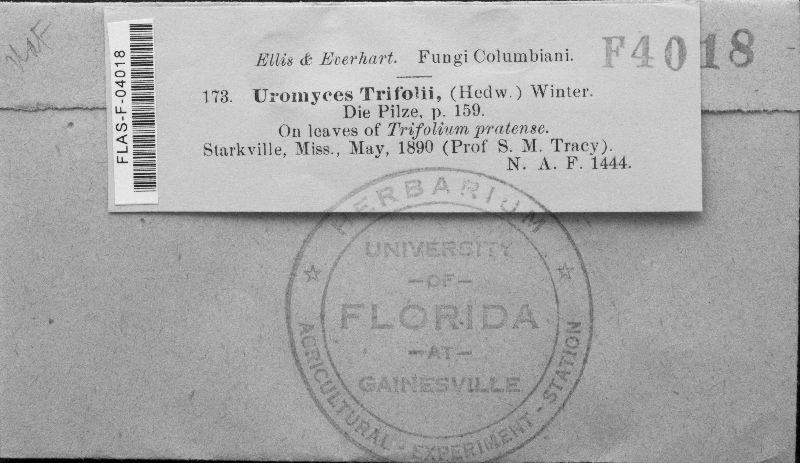 FLAS-F-04018
Ellis & Everhart. Fungi Columbiani.
F4018
173. Uromyces Trifolii, (Hedw.) Winter.
Die Pilze, p. 159.
On leaves of Trifolium pratense.
Starkville, Miss., May, 1890 (Prof S. M. Tracy).
N. A. F. 1444.
HERBARIUM
UNIVERSITY
-OF-
FLORIDA
-AT-
GAINESVILLE
AGRICULTURAL - EXPERIMENT - STATION